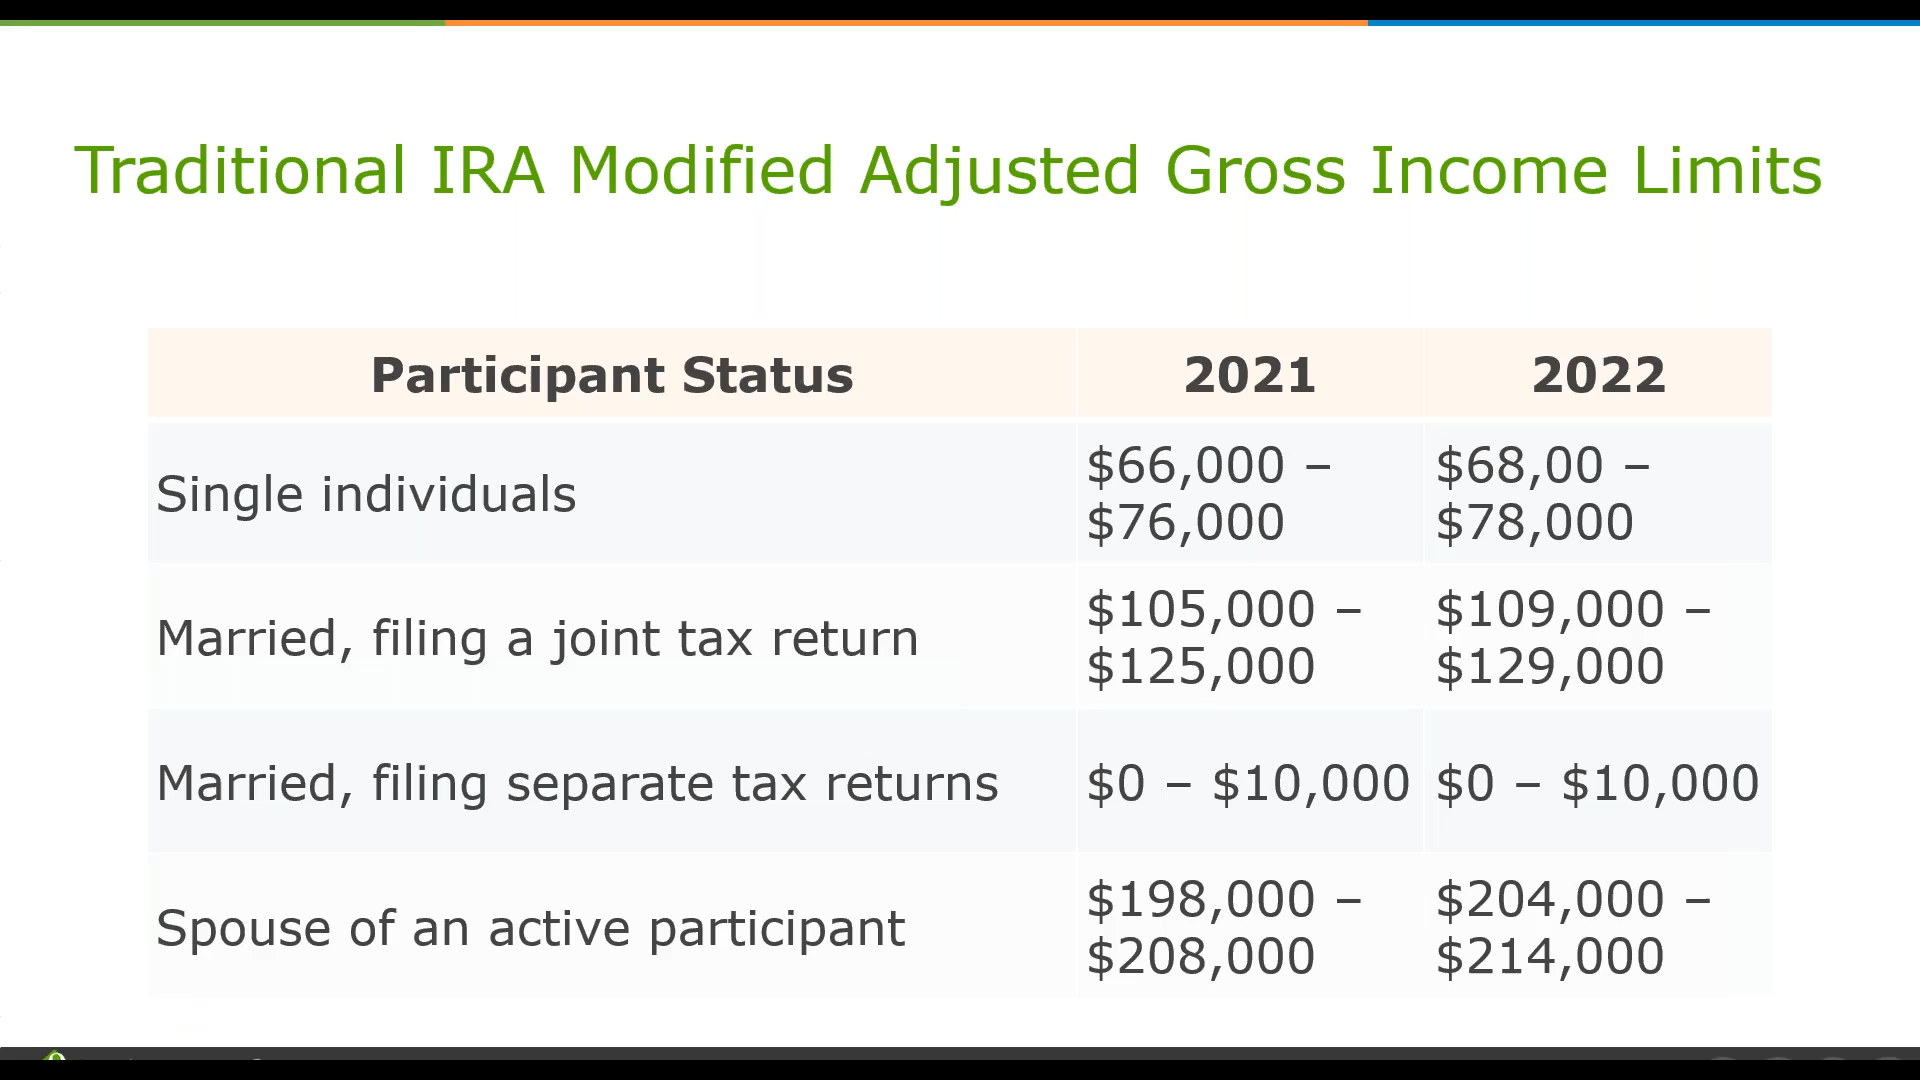 Traditional IRA Modified Adjusted Gross Income Limits
Participant Status 2021 2022
Single individuals
$66,000 –
$76,000
$68,00 –
$78,000
Married, filing a joint tax return
$105,000 –
$125,000
$109,000 –
$129,000
Married, filing separate tax returns $0 – $10,000 $0 – $10,000
Spouse of an active participant
$198,000 –
$208,000
$204,000 –
$214,000